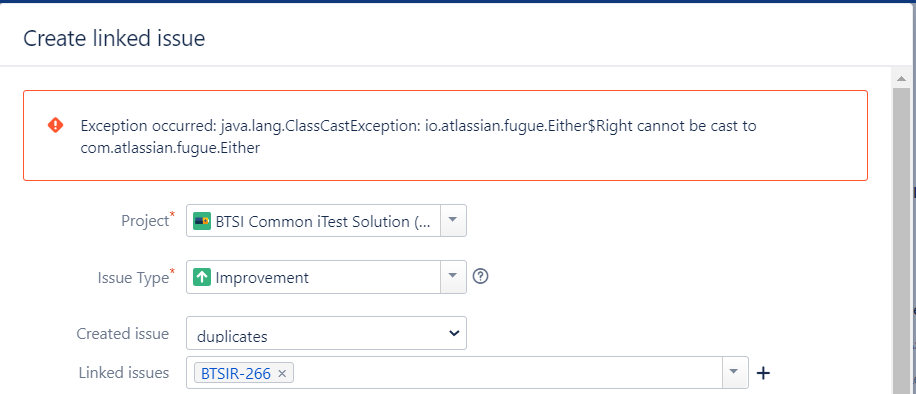 Create linked issue
Exception occurred: java.lang.ClassCastException: io.atlassian.fugue.Either$Right cannot be cast to
com.atlassian.fugue.Either
Project* BTSI Common iTest Solution (...
Issue Type* Improvement ?
Created issue duplicates
Linked issues BTSIR-266 × +